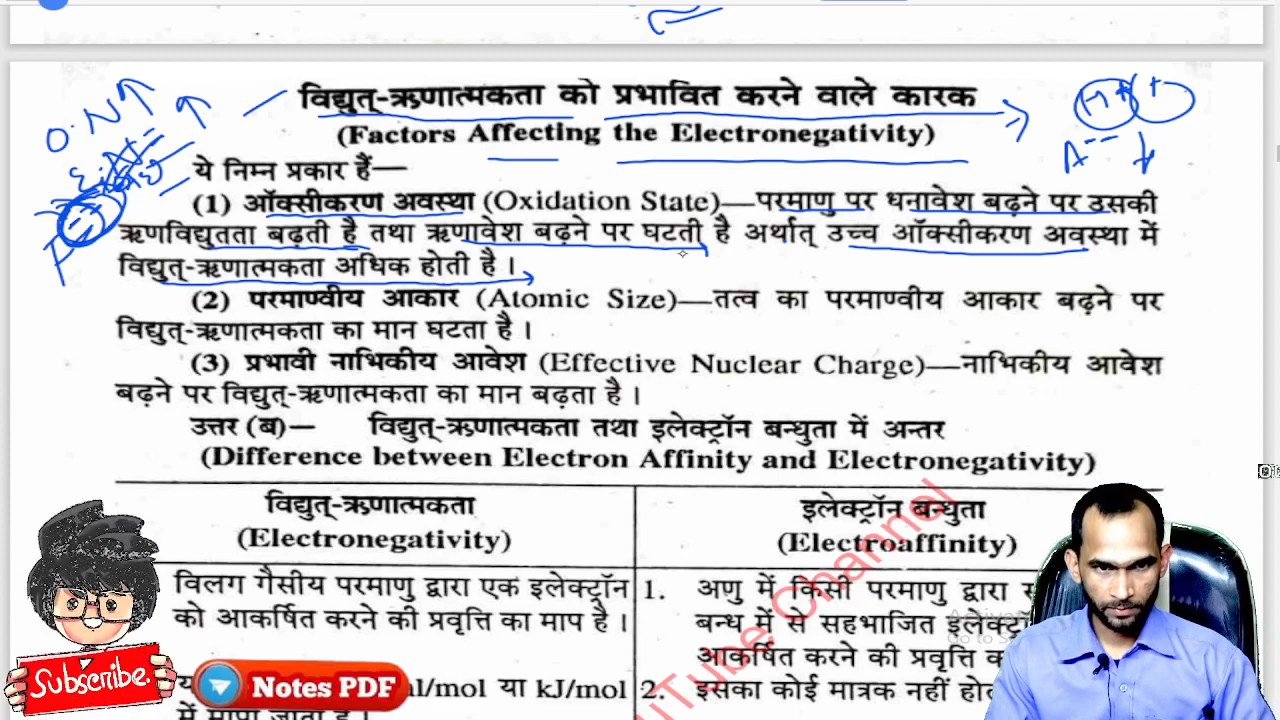 विद्युत्-ऋणात्मकता को प्रभावित करने वाले कारक
(Factors Affecting the Electronegativity)
O.N
ये निम्न प्रकार हैं—
(1) ऑक्सीकरण अवस्था (Oxidation State)—परमाणु पर धनावेश बढ़ने पर उसकी
ऋणविद्युतता बढ़ती है तथा ऋणावेश बढ़ने पर घटती है अर्थात् उच्च ऑक्सीकरण अवस्था में
विद्युत्-ऋणात्मकता अधिक होती है।
(2) परमाण्वीय आकार (Atomic Size)—तत्व का परमाण्वीय आकार बढ़ने पर
विद्युत्-ऋणात्मकता का मान घटता है।
(3) प्रभावी नाभिकीय आवेश (Effective Nuclear Charge)—नाभिकीय आवेश
बढ़ने पर विद्युत्-ऋणात्मकता का मान बढ़ता है।
उत्तर (ब)— विद्युत्-ऋणात्मकता तथा इलेक्ट्रॉन बन्धुता में अन्तर
(Difference between Electron Affinity and Electronegativity)
विद्युत्-ऋणात्मकता
(Electronegativity)
इलेक्ट्रॉन बन्धुता
(Electroaffinity)
विलग गैसीय परमाणु द्वारा एक इलेक्ट्रॉन
को आकर्षित करने की प्रवृत्ति का माप है।
al/mol या kJ/mol
में मापा जाता है।
1. अणु में किसी परमाणु द्वारा
बन्ध में से सहभाजित
आकर्षित करने की प्रवृत्ति
2. इसका कोई मात्रक नहीं
Tube Channel
Subscribe.
Notes PDF